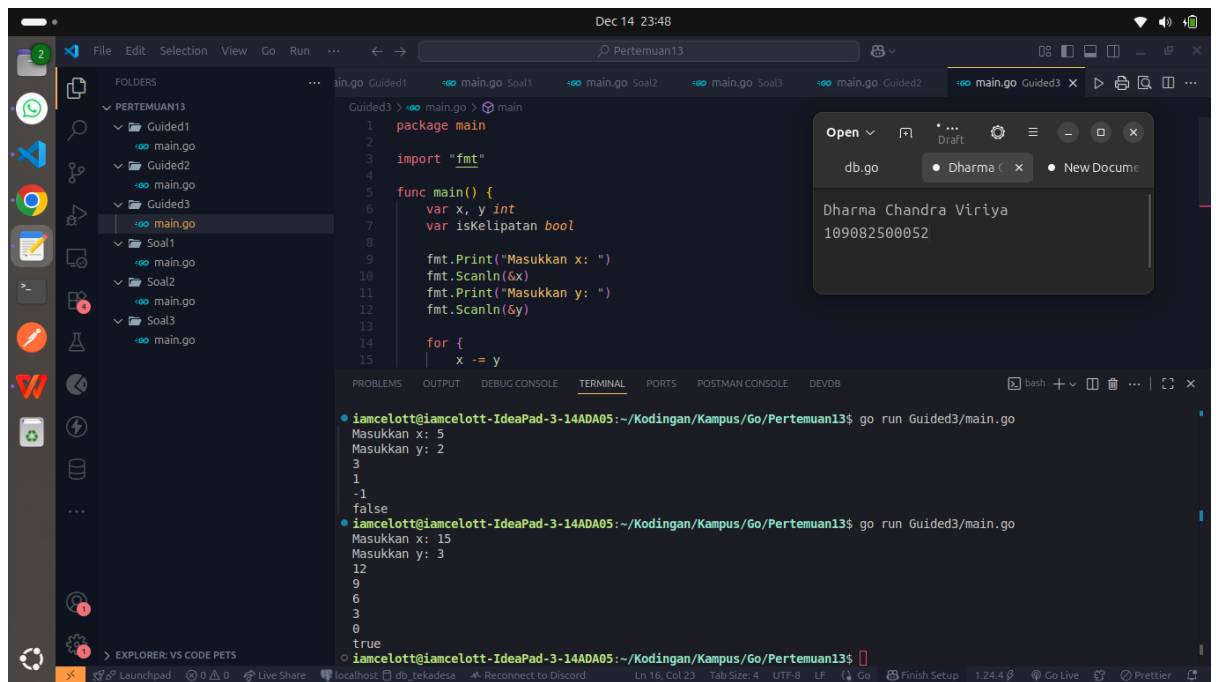 Dec 14 23:48
2
File Edit Selection View Go Run ···
Pertemuan13
FOLDERS
PERTEMUAN13
Guided1
main.go
Guided2
main.go
Guided3
main.go
Soal1
main.go
Soal2
main.go
Soal3
main.go
EXPLORER: VS CODE PETS
4
1
1
ain.go Guided1
main.go Soal1
main.go Soal2
main.go Soal3
main.go Guided2
main.go Guided3
Guided3 > main.go > main
1 package main
2
3 import "fmt"
4
5 func main() {
6 var x, y int
7 var isKelipatan bool
8
9 fmt.Print("Masukkan x: ")
10 fmt.Scanln(&x)
11 fmt.Print("Masukkan y: ")
12 fmt.Scanln(&y)
13
14 for {
15 x -= y
Open
Draft
db.go
Dharma C
New Docume
Dharma Chandra Viriya
109082500052
PROBLEMS OUTPUT DEBUG CONSOLE TERMINAL PORTS POSTMAN CONSOLE DEVDB
bash
iamcelott@iamcelott-IdeaPad-3-14ADA05:~/Kodingan/Kampus/Go/Pertemuan13$ go run Guided3/main.go
Masukkan x: 5
Masukkan y: 2
3
1
-1
false
iamcelott@iamcelott-IdeaPad-3-14ADA05:~/Kodingan/Kampus/Go/Pertemuan13$ go run Guided3/main.go
Masukkan x: 15
Masukkan y: 3
12
9
6
3
0
true
iamcelott@iamcelott-IdeaPad-3-14ADA05:~/Kodingan/Kampus/Go/Pertemuan13$
Launchpad 0 0 0 Live Share localhost db_tekadesa Reconnect to Discord Ln 16, Col 23 Tab Size: 4 UTF-8 LF Go Finish Setup 1.24.4 Go Live Prettier